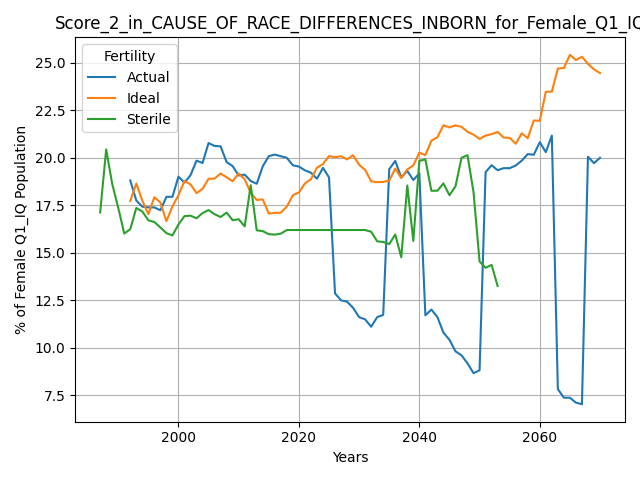 Score_2_in_CAUSE_OF_RACE_DIFFERENCES_INBORN_for_Female_Q1_IQ
Fertility
Actual
Ideal
Sterile
% of Female Q1_IQ Population
25.0
22.5
20.0
17.5
15.0
12.5
10.0
7.5
2000 2020 2040 2060
Years